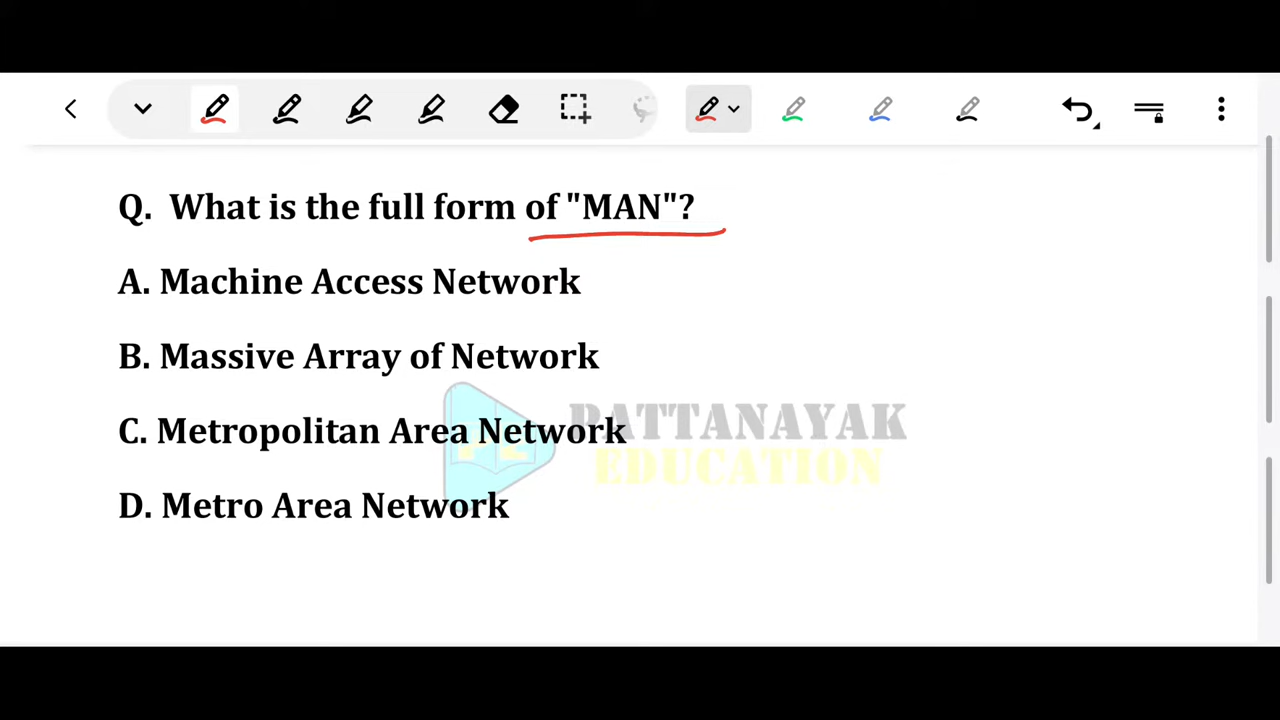 Q. What is the full form of "MAN"?
A. Machine Access Network
B. Massive Array of Network
C. Metropolitan Area Network
D. Metro Area Network
PATTANAYAK
EDUCATION